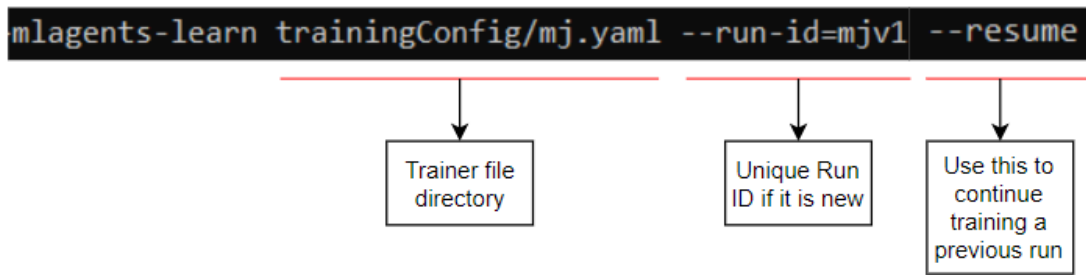 mlagents-learn trainingConfig/mj.yaml --run-id=mjv1 --resume
Trainer file
directory
Unique Run
ID if it is new
Use this to
continue
training a
previous run